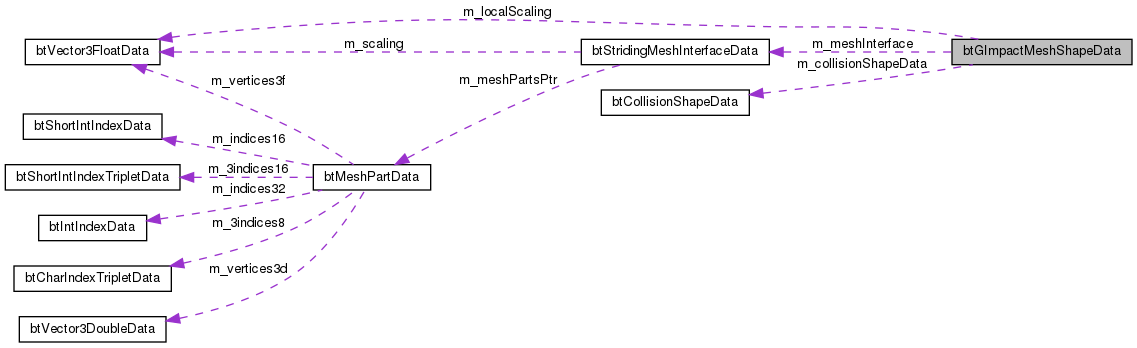 m_localScaling
btVector3FloatData
m_scaling
btStridingMeshInterfaceData
m_meshInterface
btGImpactMeshShapeData
m_collisionShapeData
m_vertices3f
m_meshPartsPtr
btCollisionShapeData
btShortIntIndexData
m_indices16
btShortIntIndexTripletData
m_3indices16
btMeshPartData
m_indices32
btIntIndexData
m_3indices8
btCharIndexTripletData
m_vertices3d
btVector3DoubleData